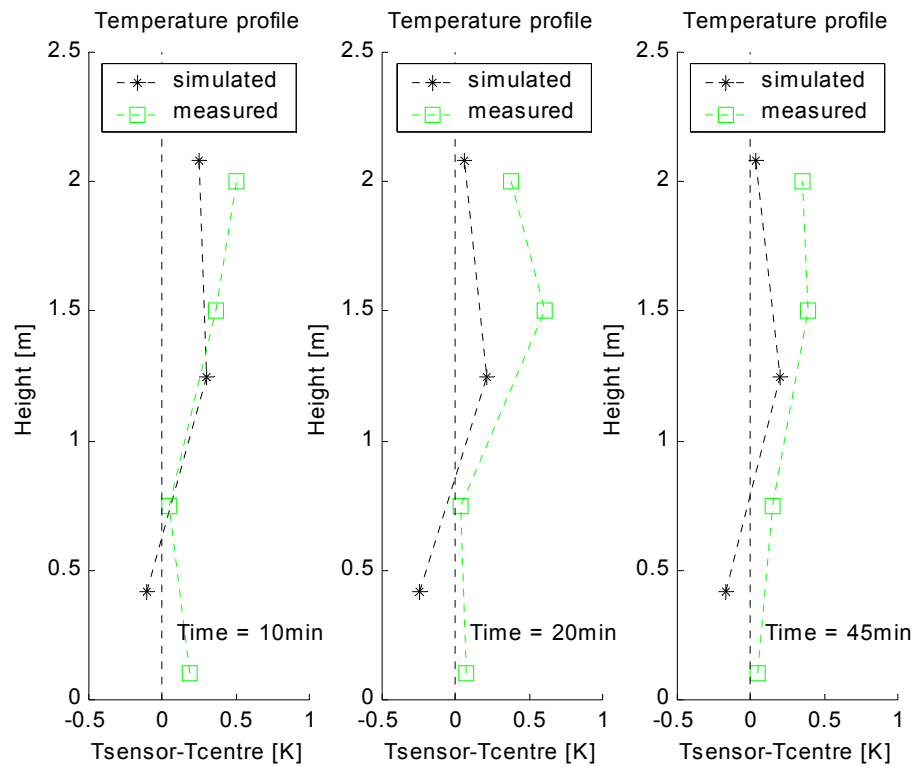 Temperature profile
2.5
simulated
measured
2
1.5
1
0.5
0
Height [m]
Time = 10min
-0.5 0 0.5 1
Tsensor-Tcentre [K]
Temperature profile
2.5
simulated
measured
2
1.5
1
0.5
0
Height [m]
Time = 20min
-0.5 0 0.5 1
Tsensor-Tcentre [K]
Temperature profile
2.5
simulated
measured
2
1.5
1
0.5
0
Height [m]
Time = 45min
-0.5 0 0.5 1
Tsensor-Tcentre [K]